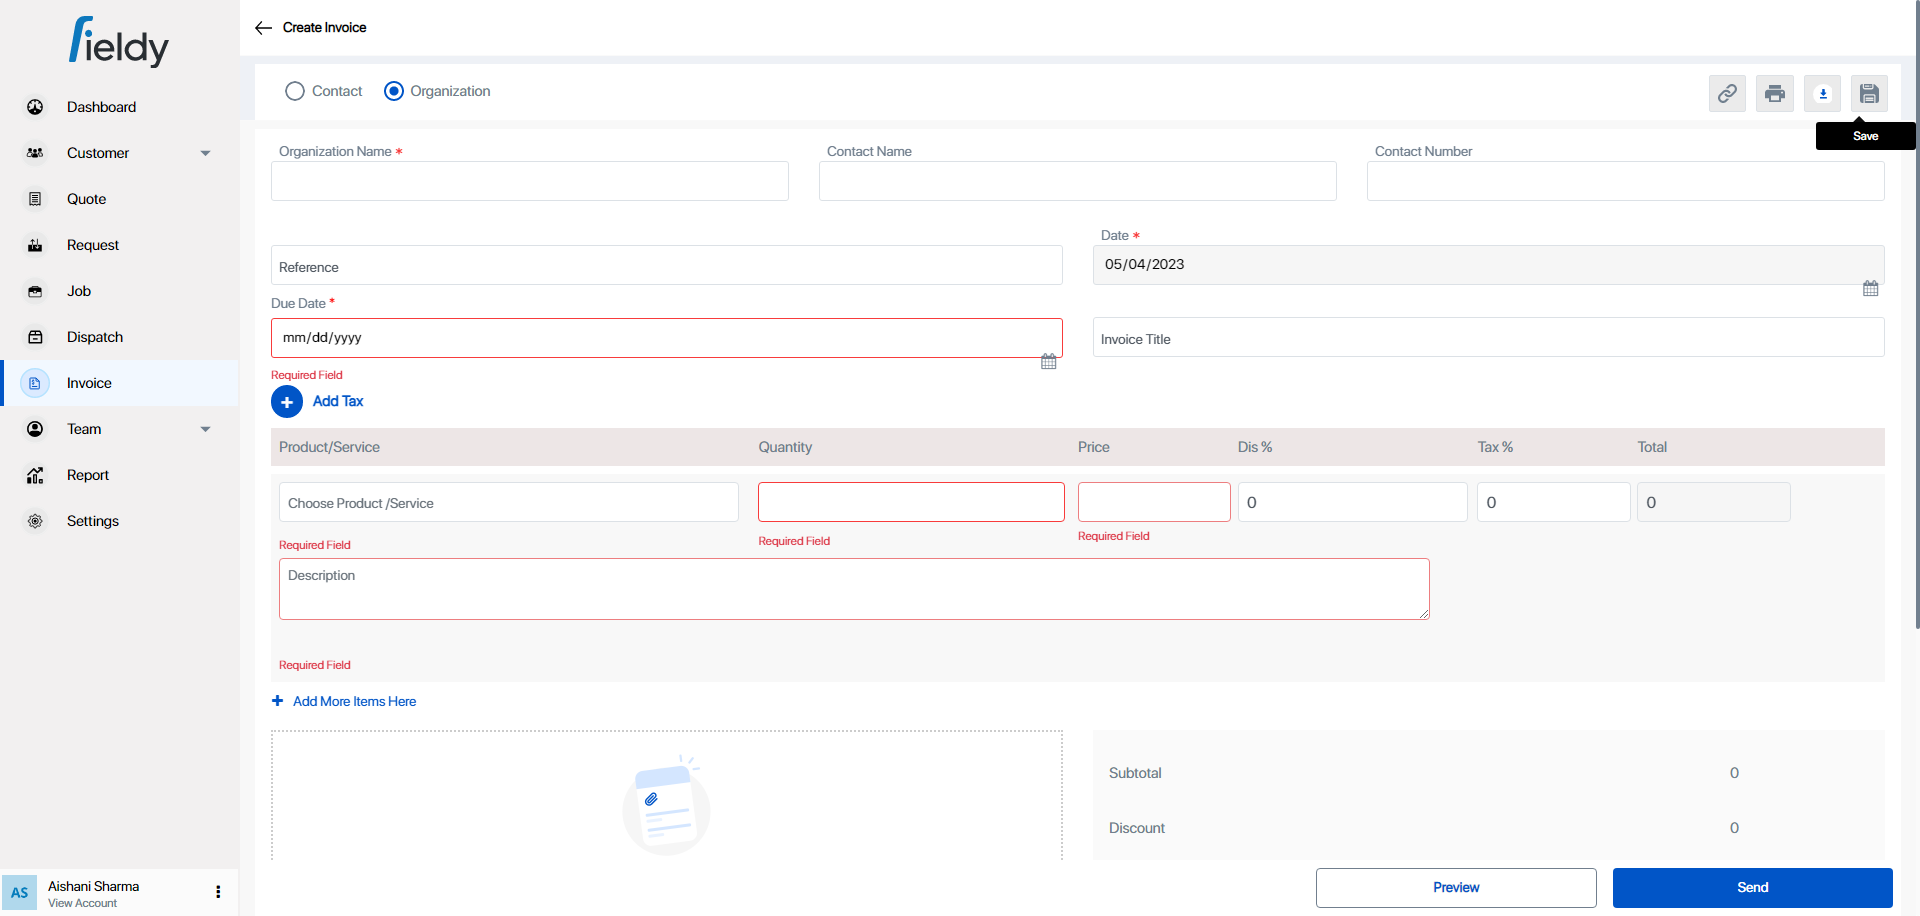 fieldy
Dashboard
Customer
Quote
Request
Job
Dispatch
Invoice
Team
Report
Settings
AS
Aishani Sharma
View Account
Create Invoice
Contact
Organization
Save
Organization Name *
Contact Name
Contact Number
Reference
Date *
05/04/2023
Due Date *
mm/dd/yyyy
Required Field
Invoice Title
Add Tax
Product/Service Quantity Price Dis % Tax % Total
Choose Product /Service 0 0 0
Required Field Required Field Required Field
Description
Required Field
Add More Items Here
Subtotal 0
Discount 0
Preview
Send